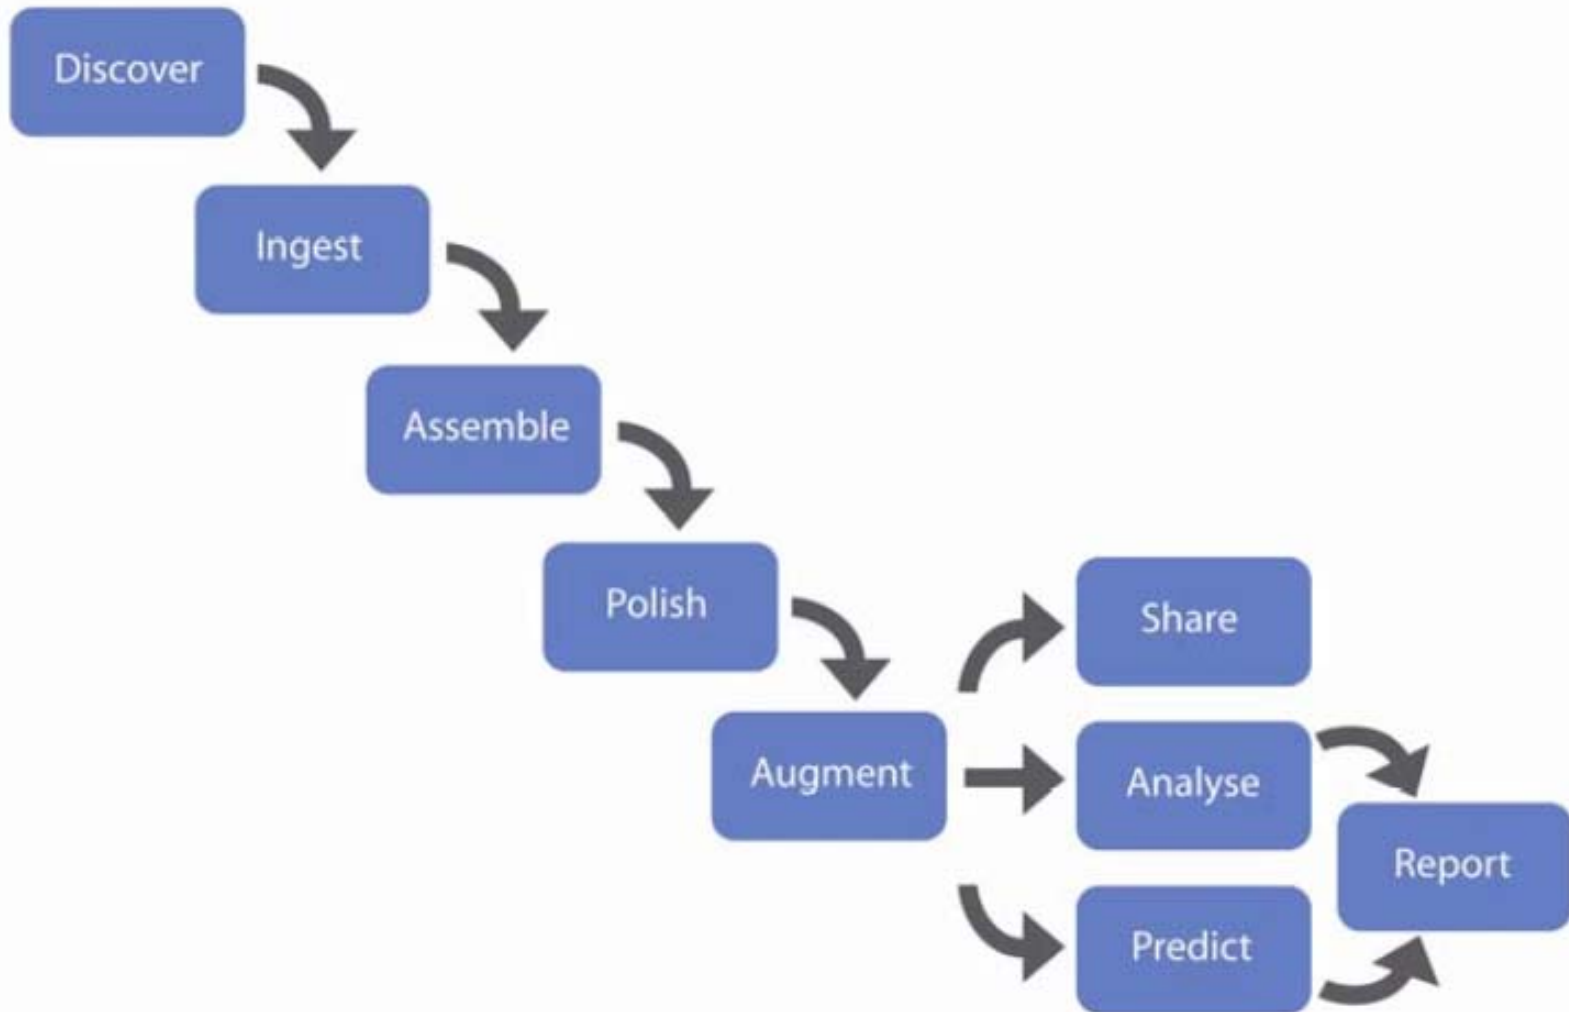 Discover
Ingest
Assemble
Polish
Augment
Share
Analyse
Predict
Report